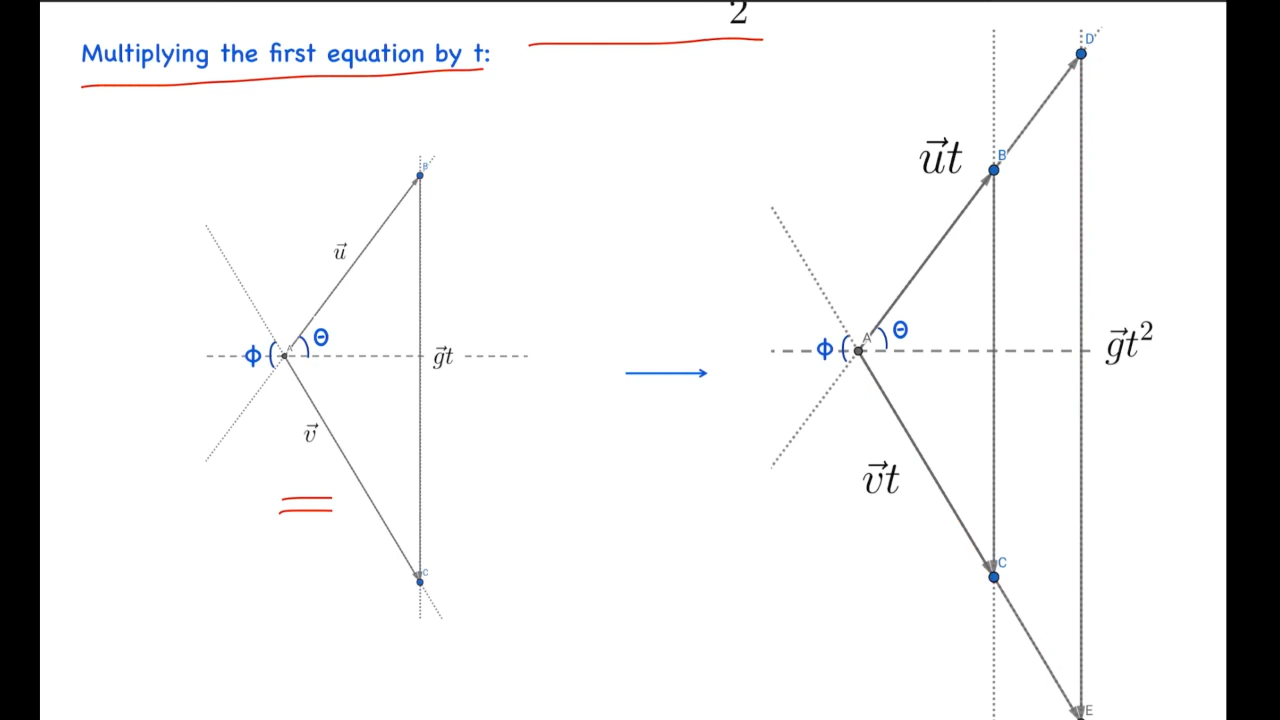 2
Multiplying the first equation by t:
B
u⃗
ϕ
A
Θ
g⃗t
v⃗
C
D'
u⃗t
B
ϕ
A
Θ
g⃗t²
v⃗t
C
E